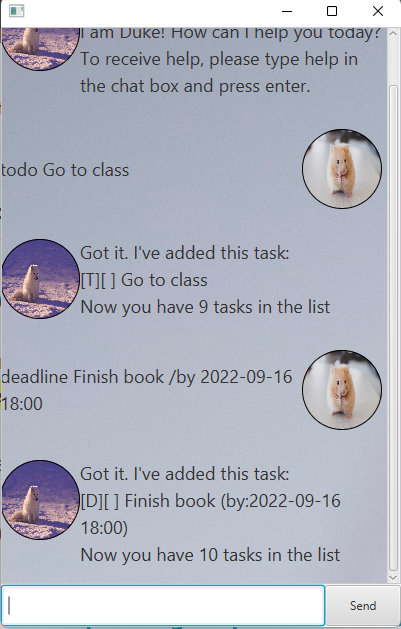 I am Duke! How can I help you today?
To receive help, please type help in
the chat box and press enter.
todo Go to class
Got it. I've added this task:
[T][ ] Go to class
Now you have 9 tasks in the list
deadline Finish book /by 2022-09-16
18:00
Got it. I've added this task:
[D][ ] Finish book (by:2022-09-16
18:00)
Now you have 10 tasks in the list
Send